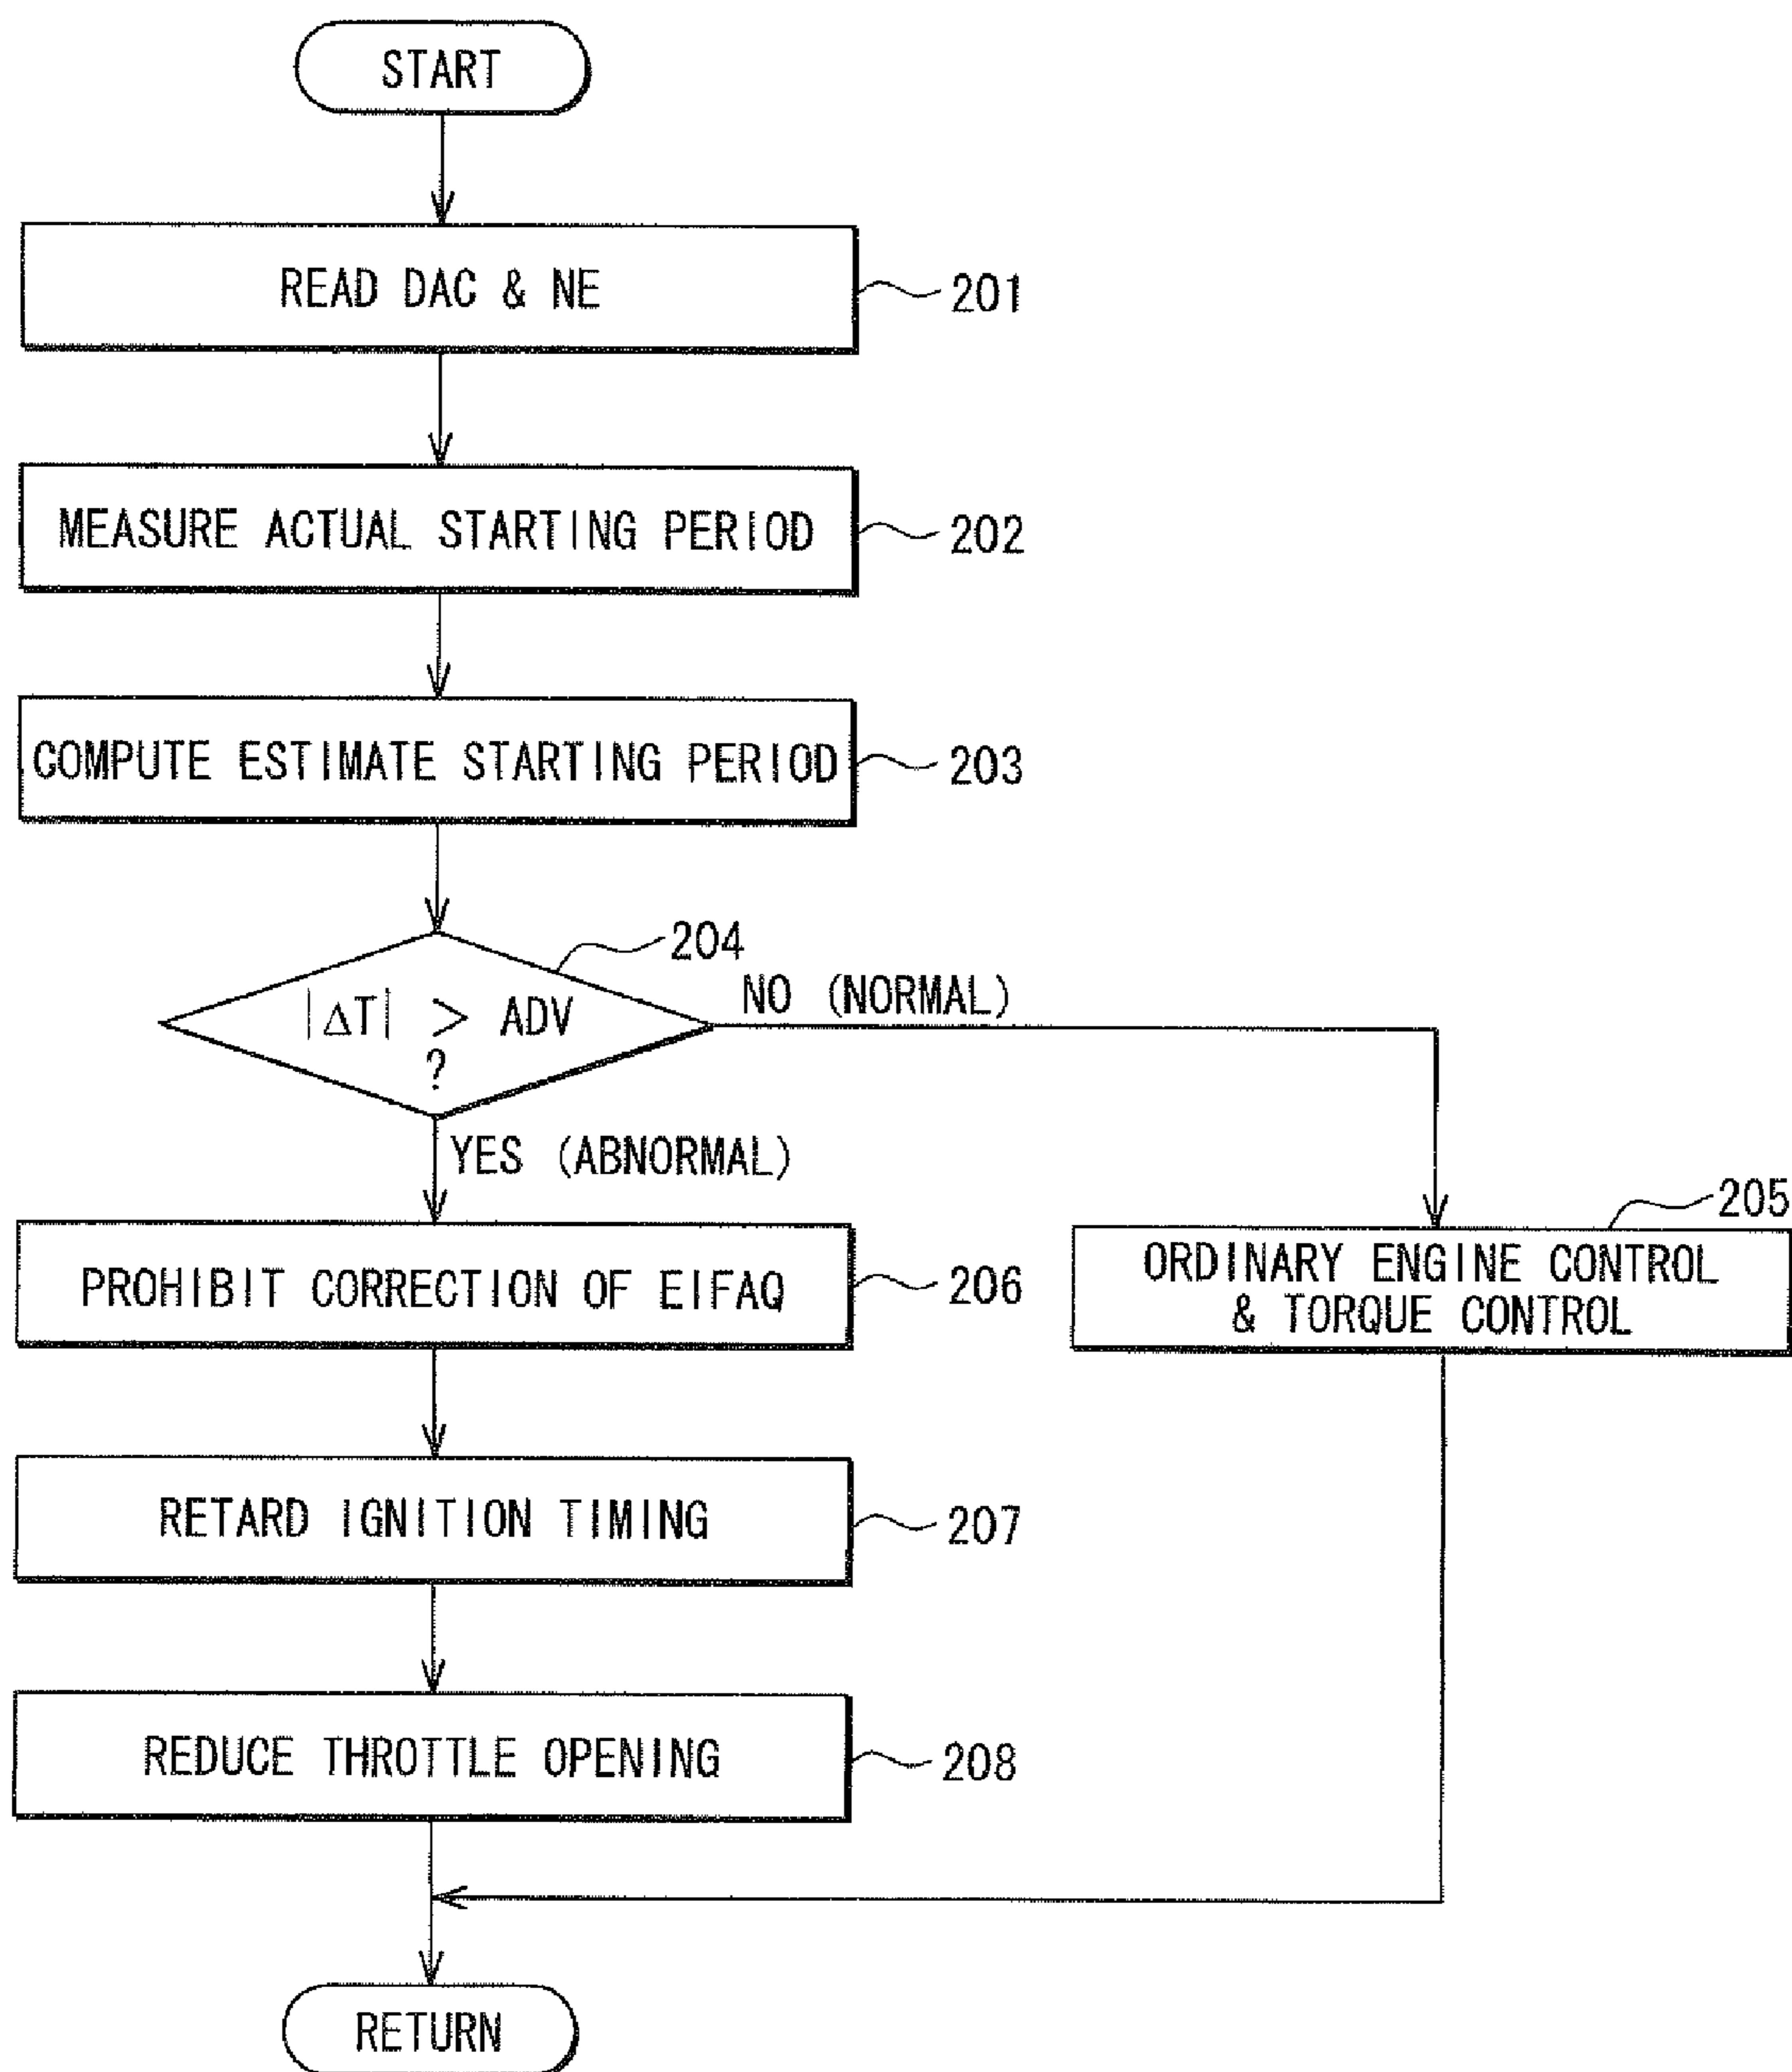 START
READ DAC & NE
201
MEASURE ACTUAL STARTING PERIOD
202
COMPUTE ESTIMATE STARTING PERIOD
203
204
|ΔT| > ADV
?
NO (NORMAL)
YES (ABNORMAL)
205
ORDINARY ENGINE CONTROL
& TORQUE CONTROL
PROHIBIT CORRECTION OF EIFAQ
206
RETARD IGNITION TIMING
207
REDUCE THROTTLE OPENING
208
RETURN